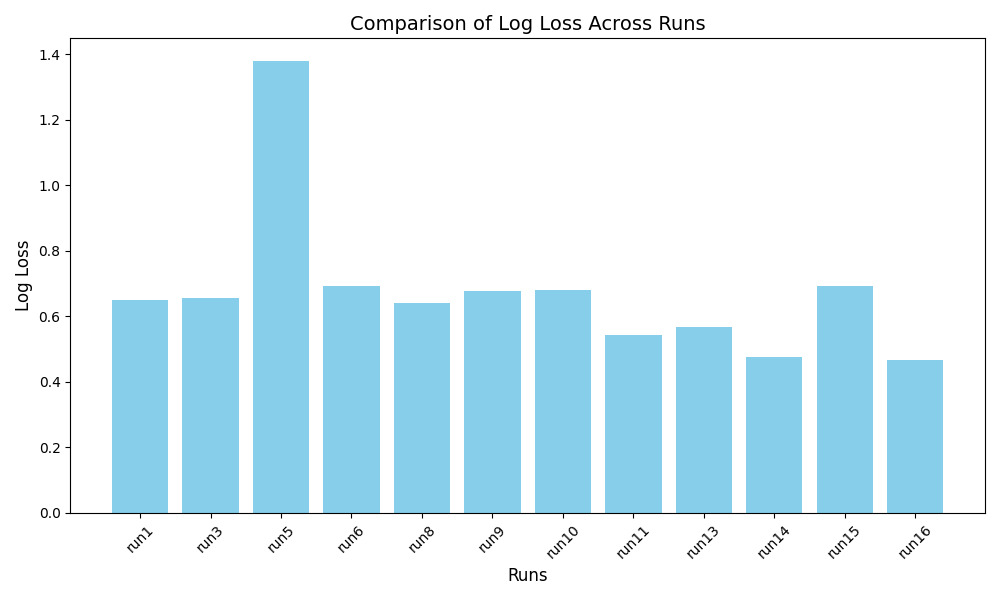 Comparison of Log Loss Across Runs
Log Loss
1.4
1.2
1.0
0.8
0.6
0.4
0.2
0.0
run1 run3 run5 run6 run8 run9 run10 run11 run13 run14 run15 run16
Runs